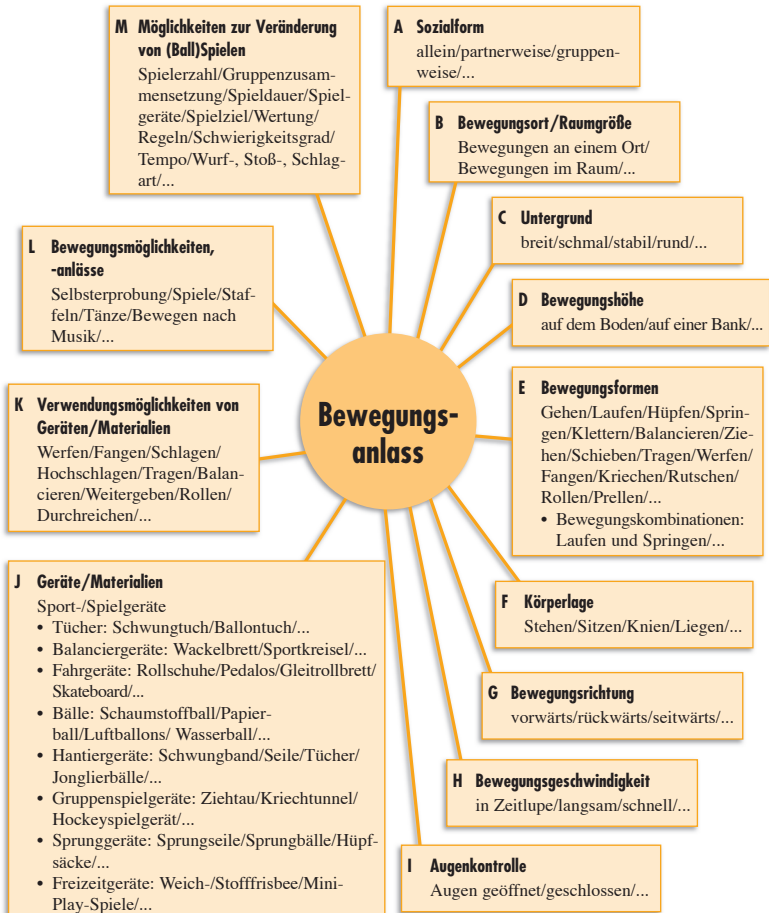 M Möglichkeiten zur Veränderung
von (Ball)Spielen
Spielerzahl/Gruppenzusam-
mensetzung/Spieldauer/Spiel-
geräte/Spielziel/Wertung/
Regeln/Schwierigkeitsgrad/
Tempo/Wurf-, Stoß-, Schlag-
art/...
A Sozialform
allein/partnerweise/gruppen-
weise/...
B Bewegungsort/Raumgröße
Bewegungen an einem Ort/
Bewegungen im Raum/...
C Untergrund
breit/schmal/stabil/rund/...
D Bewegungshöhe
auf dem Boden/auf einer Bank/...
E Bewegungsformen
Gehen/Laufen/Hüpfen/Sprin-
gen/Klettern/Balancieren/Zie-
hen/Schieben/Tragen/Werfen/
Fangen/Kriechen/Rutschen/
Rollen/Prellen/...
• Bewegungskombinationen:
Laufen und Springen/...
F Körperlage
Stehen/Sitzen/Knien/Liegen/...
G Bewegungsrichtung
vorwärts/rückwärts/seitwärts/...
H Bewegungsgeschwindigkeit
in Zeitlupe/langsam/schnell/...
I Augenkontrolle
Augen geöffnet/geschlossen/...
J Geräte/Materialien
Sport-/Spielgeräte
• Tücher: Schwungtuch/Ballontuch/...
• Balanciergeräte: Wackelbrett/Sportkreisel/...
• Fahrgeräte: Rollschuhe/Pedalos/Gleitrollbrett/
Skateboard/...
• Bälle: Schaumstoffball/Papier-
ball/Luftballons/ Wasserball/...
• Hantiergeräte: Schwungband/Seile/Tücher/
Jonglierbälle/...
• Gruppenspielgeräte: Ziehtau/Kriechtunnel/
Hockeyspielgerät/...
• Sprunggeräte: Sprungseile/Sprungbälle/Hüpf-
säcke/...
• Freizeitgeräte: Weich-/Stofffrisbee/Mini-
Play-Spiele/...
K Verwendungsmöglichkeiten von
Geräten/Materialien
Werfen/Fangen/Schlagen/
Hochschlagen/Tragen/Balan-
cieren/Weitergeben/Rollen/
Durchreichen/...
L Bewegungsmöglichkeiten,
-anlässe
Selbsterprobung/Spiele/Staf-
feln/Tänze/Bewegen nach
Musik/...
Bewegungs-
anlass